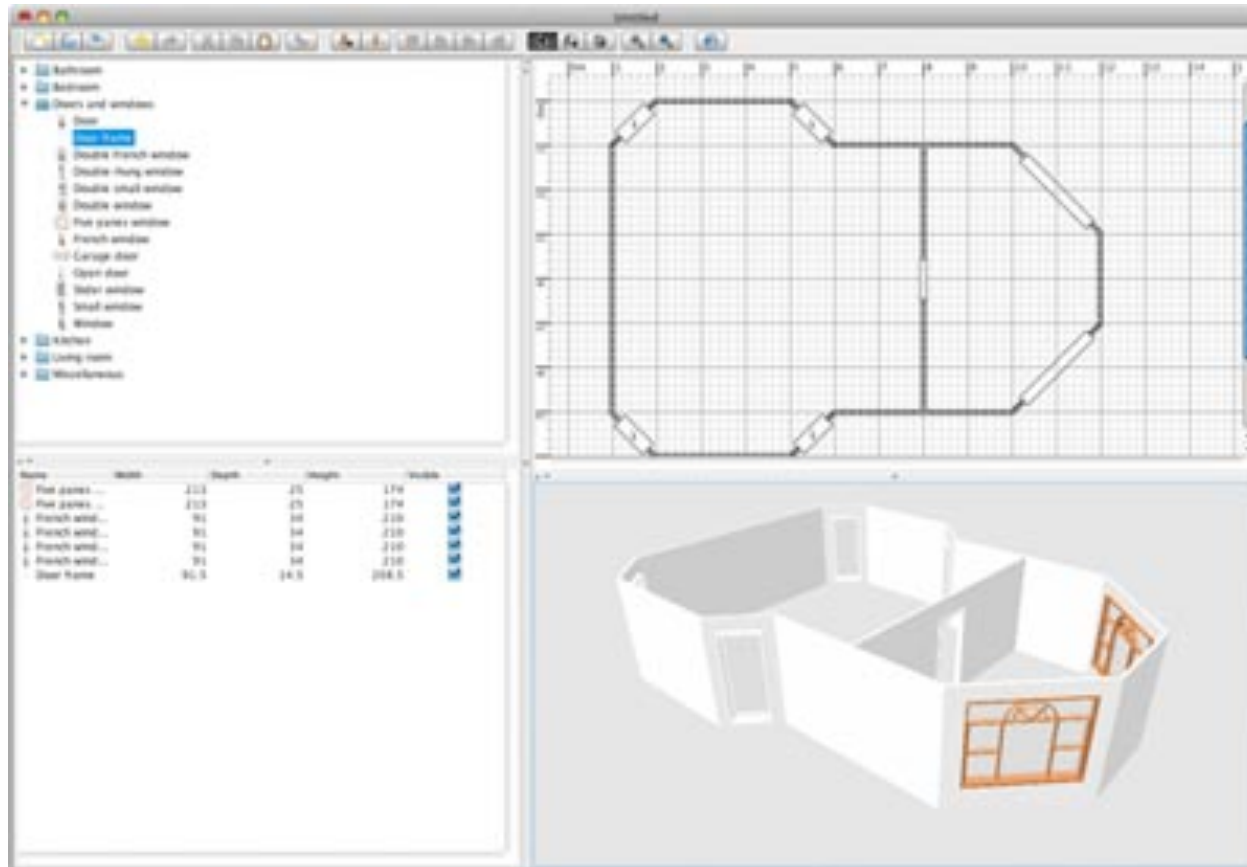 Untitled
Bathroom
Bedroom
Doors and windows
Door
Door frame
Double French window
Double-hung window
Double small window
Double window
Five panes window
French window
Garage door
Open door
Slider window
Small window
Window
Kitchen
Living room
Miscellaneous
Name Width Depth Height Visible
Five panes ... 213 25 174
Five panes ... 213 25 174
French wind... 91 34 210
French wind... 91 34 210
French wind... 91 34 210
French wind... 91 34 210
Door frame 91.5 14.5 208.5